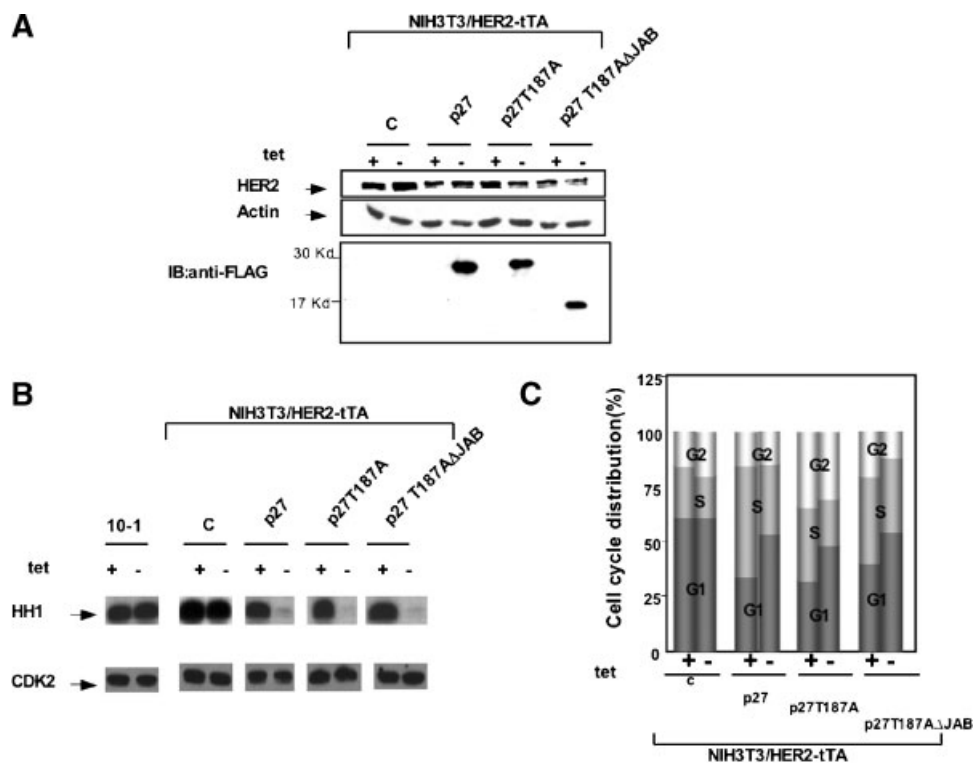 A
NIH3T3/HER2-tTA
C p27 p27T187A p27 T187AΔJAB
tet + - + - + - + -
HER2
Actin
30 Kd
IB:anti-FLAG
17 Kd
B
NIH3T3/HER2-tTA
10-1 C p27 p27T187A p27 T187AΔJAB
tet + - + - + - + - + -
HH1
CDK2
C
Cell cycle distribution(%)
125
100
75
50
25
0
G2 G2 G2 G2
S S S S
G1 G1 G1 G1
tet + - + - + - + -
c p27 p27T187A p27T187AΔJAB
NIH3T3/HER2-tTA